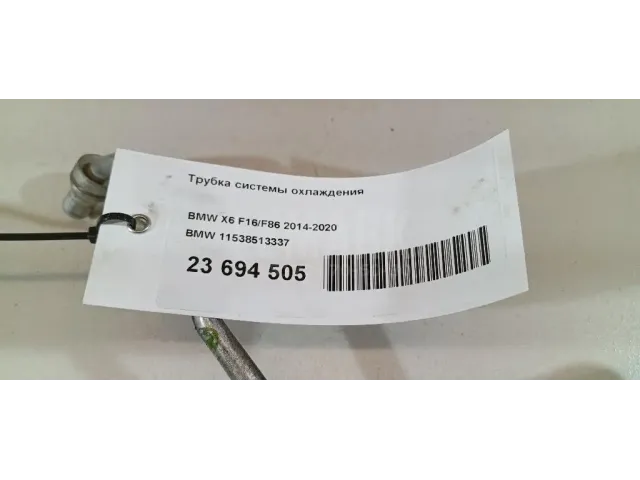 Трубка системы охлаждения
BMW X6 F16/F86 2014-2020
BMW 11538513337
23 694 505